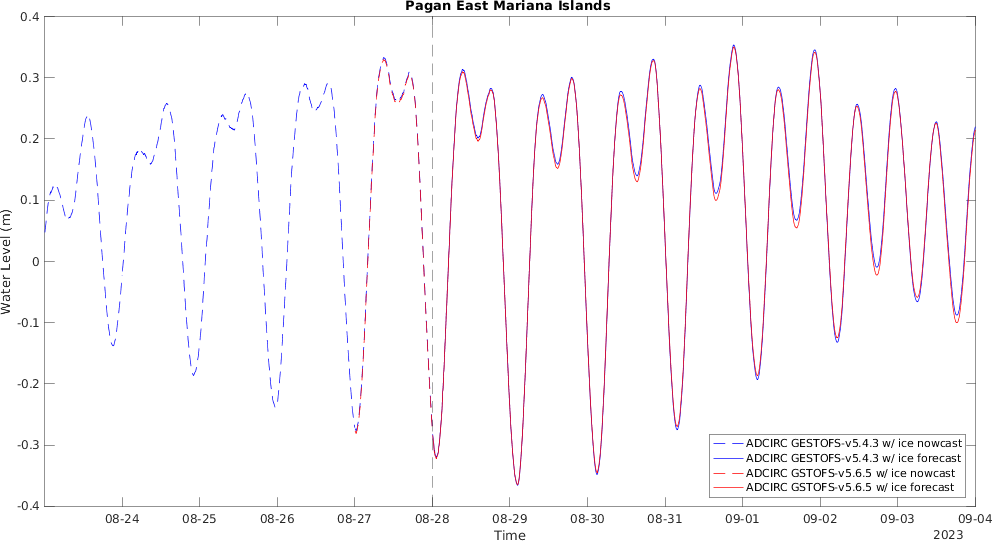 Pagan East Mariana Islands
Water Level (m)
0.4
0.3
0.2
0.1
0
-0.1
-0.2
-0.3
-0.4
08-24 08-25 08-26 08-27 08-28 08-29 08-30 08-31 09-01 09-02 09-03 09-04
Time
2023
ADCIRC GESTOFS-v5.4.3 w/ ice nowcast
ADCIRC GESTOFS-v5.4.3 w/ ice forecast
ADCIRC GSTOFS-v5.6.5 w/ ice nowcast
ADCIRC GSTOFS-v5.6.5 w/ ice forecast